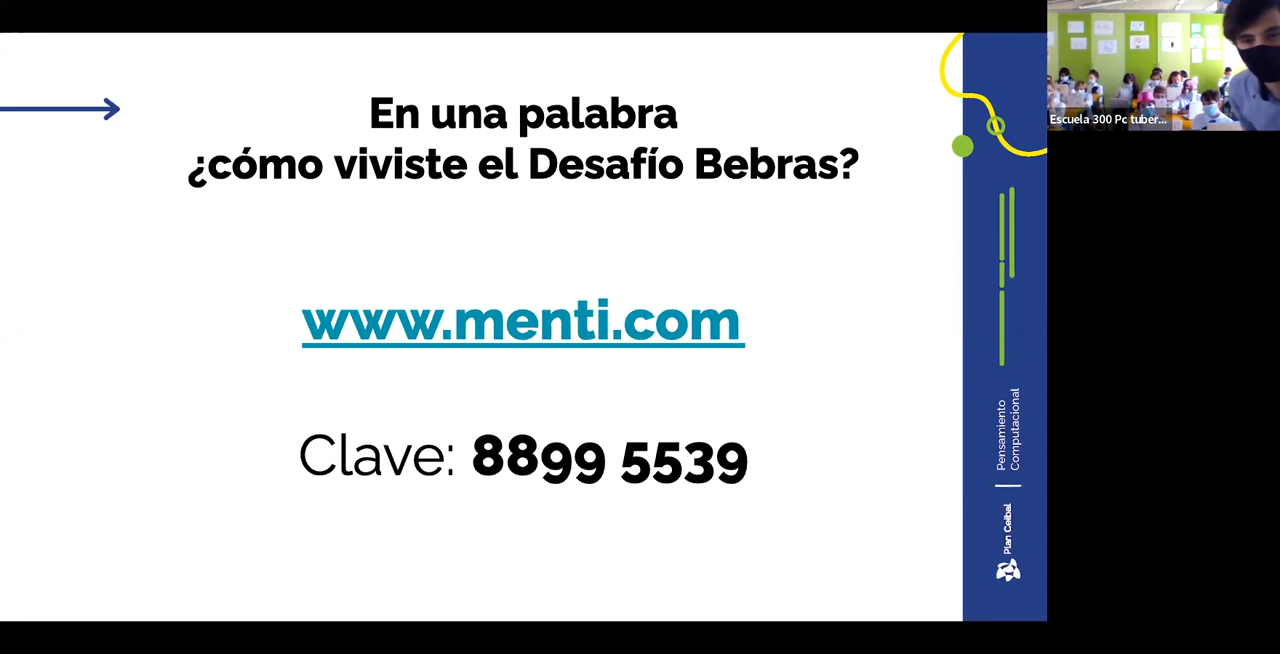 En una palabra
¿cómo viviste el Desafío Bebras?
www.menti.com
Clave: 8899 5539
Pensamiento
Computacional
Plan Ceibal
Escuela 300 Pc tuber...